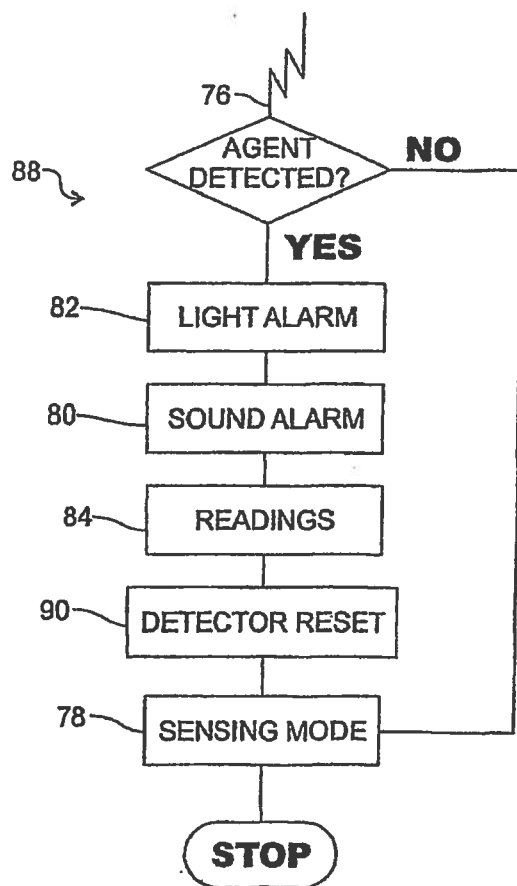 76
AGENT
DETECTED?
NO
88
YES
82
LIGHT ALARM
80
SOUND ALARM
84
READINGS
90
DETECTOR RESET
78
SENSING MODE
STOP